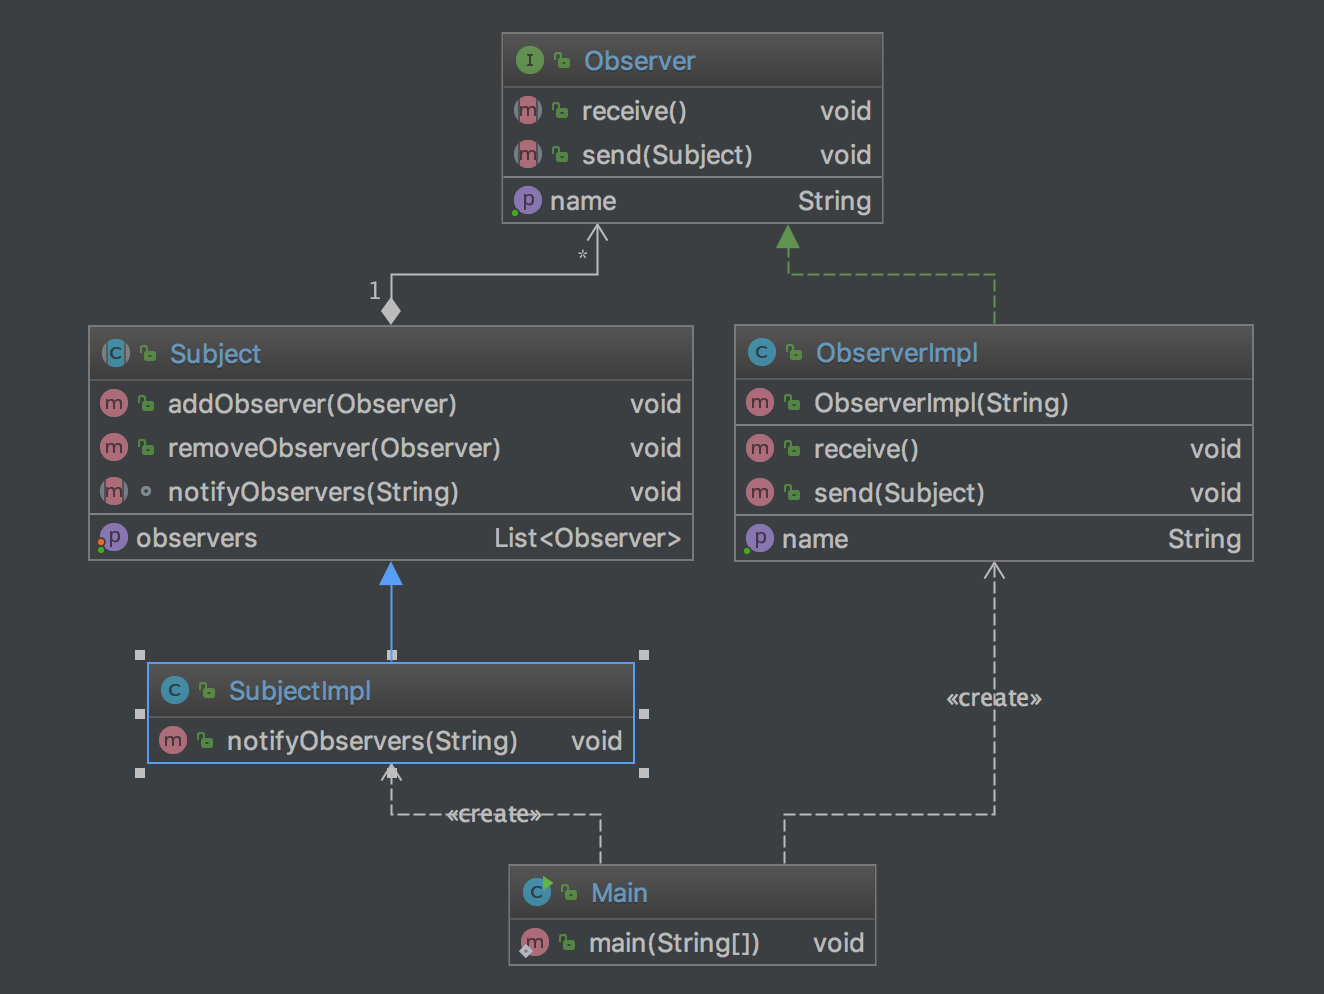 I Observer
m receive() void
m send(Subject) void
p name String
*
1
C Subject
m addObserver(Observer) void
m removeObserver(Observer) void
m notifyObservers(String) void
p observers List<Observer>
C ObserverImpl
m ObserverImpl(String)
m receive() void
m send(Subject) void
p name String
C SubjectImpl
m notifyObservers(String) void
«create»
«create»
C Main
m main(String[]) void